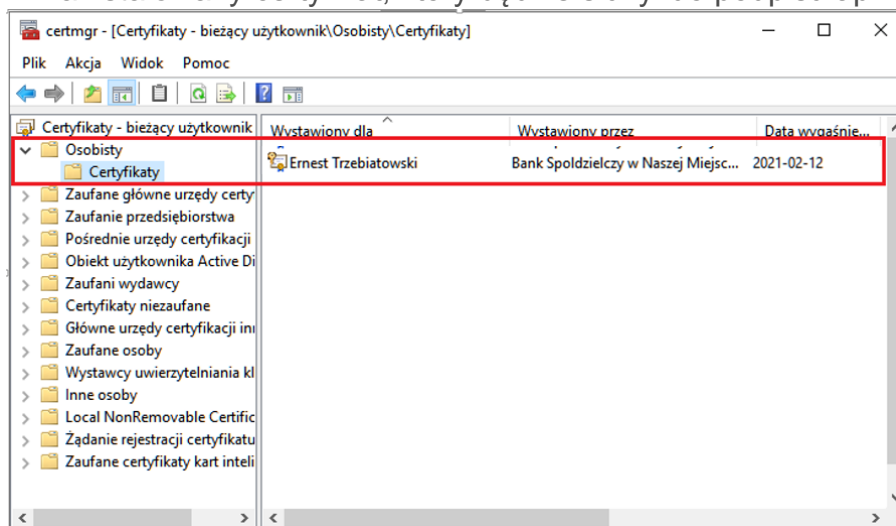 certmgr - [Certyfikaty - bieżący użytkownik\Osobisty\Certyfikaty]
Plik Akcja Widok Pomoc
Certyfikaty - bieżący użytkownik
Wystawiony dla Wystawiony przez Data wygaśnie...
Osobisty
Certyfikaty
Ernest Trzebiatowski Bank Spoldzielczy w Naszej Miejsc... 2021-02-12
Zaufane główne urzędy certy
Zaufanie przedsiębiorstwa
Pośrednie urzędy certyfikacji
Obiekt użytkownika Active Di
Zaufani wydawcy
Certyfikaty niezaufane
Główne urzędy certyfikacji inn
Zaufane osoby
Wystawcy uwierzytelniania kl
Inne osoby
Local NonRemovable Certific
Żądanie rejestracji certyfikatu
Zaufane certyfikaty kart inteli